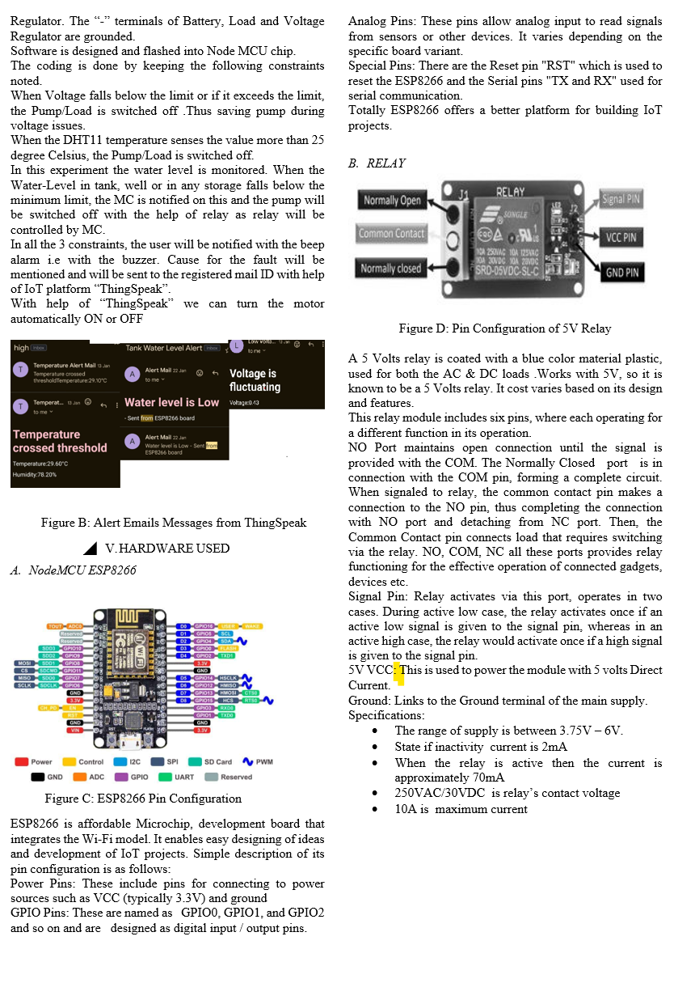 Regulator. The “-” terminals of Battery, Load and Voltage
Regulator are grounded.
Software is designed and flashed into Node MCU chip.
The coding is done by keeping the following constraints
noted.
When Voltage falls below the limit or if it exceeds the limit,
the Pump/Load is switched off .Thus saving pump during
voltage issues.
When the DHT11 temperature senses the value more than 25
degree Celsius, the Pump/Load is switched off.
In this experiment the water level is monitored. When the
Water-Level in tank, well or in any storage falls below the
minimum limit, the MC is notified on this and the pump will
be switched off with the help of relay as relay will be
controlled by MC.
In all the 3 constraints, the user will be notified with the beep
alarm i.e with the buzzer. Cause for the fault will be
mentioned and will be sent to the registered mail ID with help
of IoT platform “ThingSpeak”.
With help of “ThingSpeak” we can turn the motor
automatically ON or OFF
high Inbox
T
Temperature Alert Mail 13 Jan
Temperature crossed
thresholdTemperature:29.10°C
T
Temperat... 13 Jan
to me
Temperature
crossed threshold
Temperature:29.60°C
Humidity:78.20%
Tank Water Level Alert Inbox
A
Alert Mail 22 Jan
to me
Water level is Low
- Sent from ESP8266 board
A
Alert Mail 22 Jan
Water level is Low - Sent from
ESP8266 board
L
Low Volta... 13 Jan
to me
Voltage is
fluctuating
Voltage:0.43
Figure B: Alert Emails Messages from ThingSpeak
V. HARDWARE USED
A. NodeMCU ESP8266
TOUT ADC0
Reserved
Reserved
SDD3 GPIO10
SDD2 GPIO9
MOSI SDD1 GPIO8
CS SDCMD GPIO11
MISO SDD0 GPIO7
SCLK SDCLK GPIO6
GND
3.3V
CH_PD EN
RST
GND
VIN
WiFi
RST
FLASH
D0 GPIO16 USER WAKE
D1 GPIO5 SCL
D2 GPIO4 SDA
D3 GPIO0 FLASH
D4 GPIO2 TXD1
3.3V
GND
D5 GPIO14 HSCLK
D6 GPIO12 HMISO
D7 GPIO13 HMOSI CTS0
D8 GPIO15 HCS RTS0
GPIO3 RXD0
GPIO1 TXD0
GND
3.3V
Power Control I2C SPI SD Card PWM
GND ADC GPIO UART Reserved
Figure C: ESP8266 Pin Configuration
ESP8266 is affordable Microchip, development board that
integrates the Wi-Fi model. It enables easy designing of ideas
and development of IoT projects. Simple description of its
pin configuration is as follows:
Power Pins: These include pins for connecting to power
sources such as VCC (typically 3.3V) and ground
GPIO Pins: These are named as GPIO0, GPIO1, and GPIO2
and so on and are designed as digital input / output pins.
Analog Pins: These pins allow analog input to read signals
from sensors or other devices. It varies depending on the
specific board variant.
Special Pins: There are the Reset pin "RST" which is used to
reset the ESP8266 and the Serial pins "TX and RX" used for
serial communication.
Totally ESP8266 offers a better platform for building IoT
projects.
B. RELAY
Normally Open
Common Contact
Normally closed
J1
RELAY
SONGLE
10A 250VAC 10A 125VAC
10A 30VDC 10A 28VDC
SRD-05VDC-SL-C
J2
Signal PIN
VCC PIN
GND PIN
Figure D: Pin Configuration of 5V Relay
A 5 Volts relay is coated with a blue color material plastic,
used for both the AC & DC loads .Works with 5V, so it is
known to be a 5 Volts relay. It cost varies based on its design
and features.
This relay module includes six pins, where each operating for
a different function in its operation.
NO Port maintains open connection until the signal is
provided with the COM. The Normally Closed port is in
connection with the COM pin, forming a complete circuit.
When signaled to relay, the common contact pin makes a
connection to the NO pin, thus completing the connection
with NO port and detaching from NC port. Then, the
Common Contact pin connects load that requires switching
via the relay. NO, COM, NC all these ports provides relay
functioning for the effective operation of connected gadgets,
devices etc.
Signal Pin: Relay activates via this port, operates in two
cases. During active low case, the relay activates once if an
active low signal is given to the signal pin, whereas in an
active high case, the relay would activate once if a high signal
is given to the signal pin.
5V VCC: This is used to power the module with 5 volts Direct
Current.
Ground: Links to the Ground terminal of the main supply.
Specifications:
• The range of supply is between 3.75V – 6V.
• State if inactivity current is 2mA
• When the relay is active then the current is
approximately 70mA
• 250VAC/30VDC is relay’s contact voltage
• 10A is maximum current